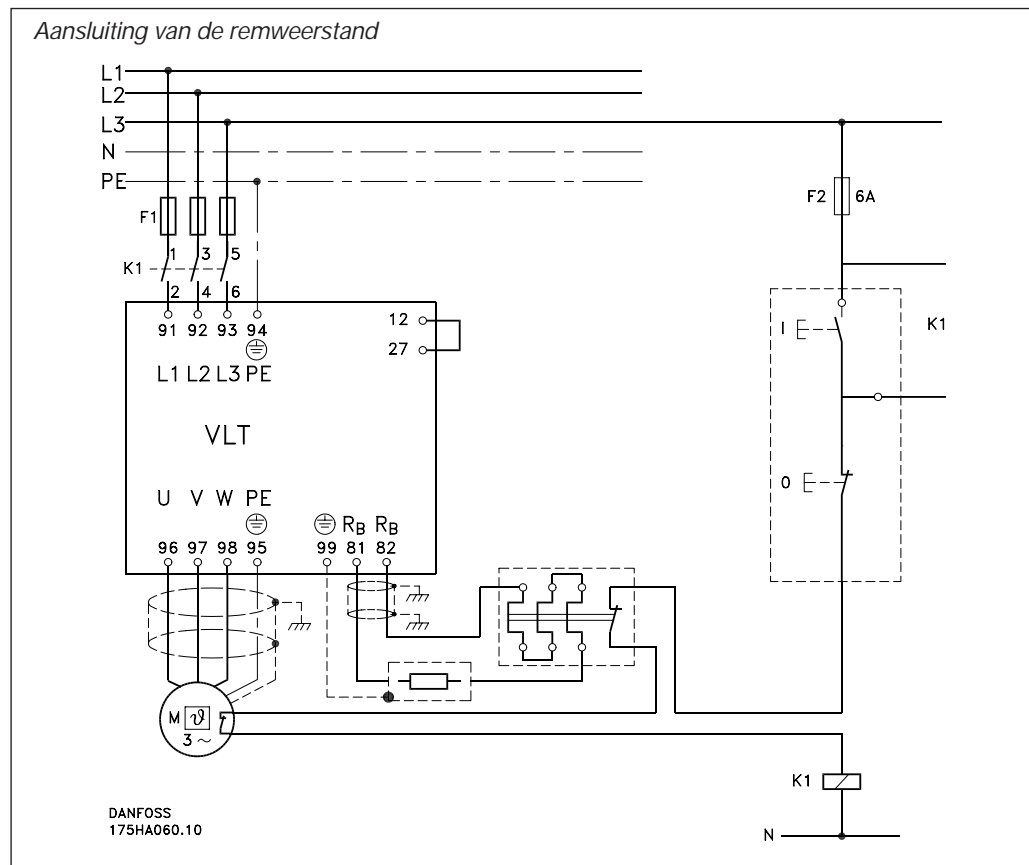 Aansluiting van de remweerstand
L1
L2
L3
N
PE
F1
F2 6A
1 3 5
K1
2 4 6
91 92 93 94
12
27
I
K1
L1 L2 L3 PE
VLT
0
U V W PE
RB RB
96 97 98 95
99 81 82
M ϑ
3 ~
K1
DANFOSS
175HA060.10
N